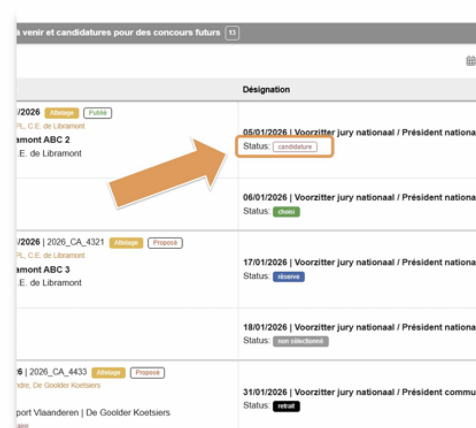 à venir et candidatures pour des concours futurs 13
Désignation
/2026 Attelage Publié
PL, C.E. de Libramont
amont ABC 2
.E. de Libramont
05/01/2026 | Voorzitter jury nationaal / Président nationa
Status: candidature
06/01/2026 | Voorzitter jury nationaal / Président nationa
Status: choisi
/2026 | 2026_CA_4321 Attelage Proposé
PL, C.E. de Libramont
amont ABC 3
.E. de Libramont
17/01/2026 | Voorzitter jury nationaal / Président nationa
Status: réserve
18/01/2026 | Voorzitter jury nationaal / Président nationa
Status: non sélectionné
6 | 2026_CA_4433 Attelage Proposé
ndre, De Goolder Koetsiers
port Vlaanderen | De Goolder Koetsiers
aire
31/01/2026 | Voorzitter jury nationaal / Président commu
Status: retrait